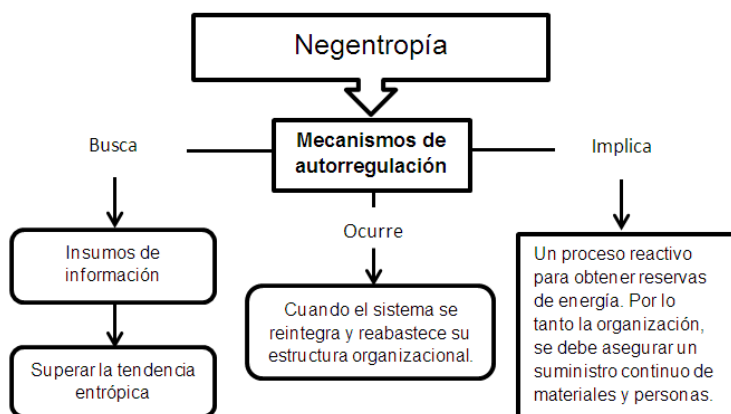 Negentropía
Mecanismos de
autorregulación
Busca
Implica
Ocurre
Insumos de
información
Superar la tendencia
entrópica
Cuando el sistema se
reintegra y reabastece su
estructura organizacional.
Un proceso reactivo
para obtener reservas
de energía. Por lo
tanto la organización,
se debe asegurar un
suministro continuo de
materiales y personas.